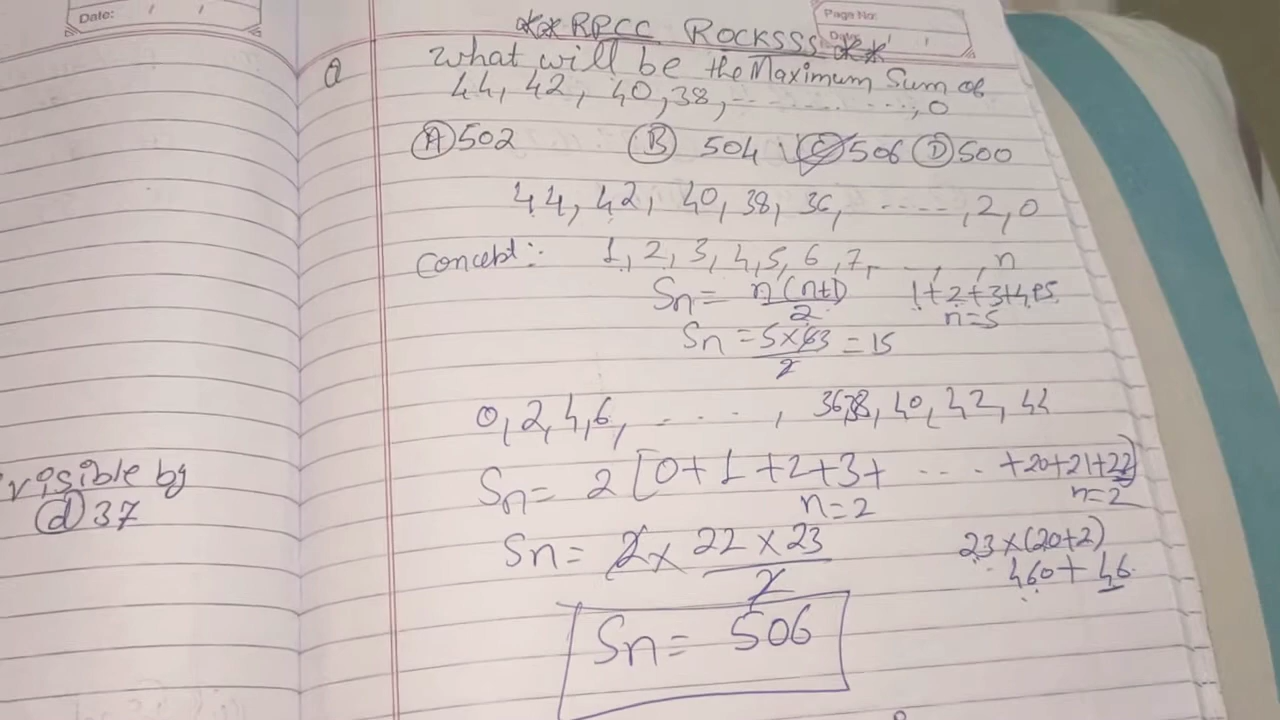 Date:
ivisible by
(d) 37
Page No:
Date
** RPCC ROCKSSS **
Q What will be the Maximum Sum of
44, 42, 40, 38, - - - - - - - - , 0
(A) 502 (B) 504 (C) 506 (D) 500
44, 42, 40, 38, 36, - - - - , 2, 0
Concept:- 1, 2, 3, 4, 5, 6, 7, - , , , n
Sn = n(n+1)/2 1+2+3+4+5
n=5
Sn = 5×63/2 = 15
0, 2, 4, 6, - - - - , 36,38, 40, 42, 44
Sn = 2 [0+1+2+3+ - - - - +20+21+22]
n=2 n=2
Sn = 2 × 22 × 23/2 23×(20+2)
460+46
Sn = 506